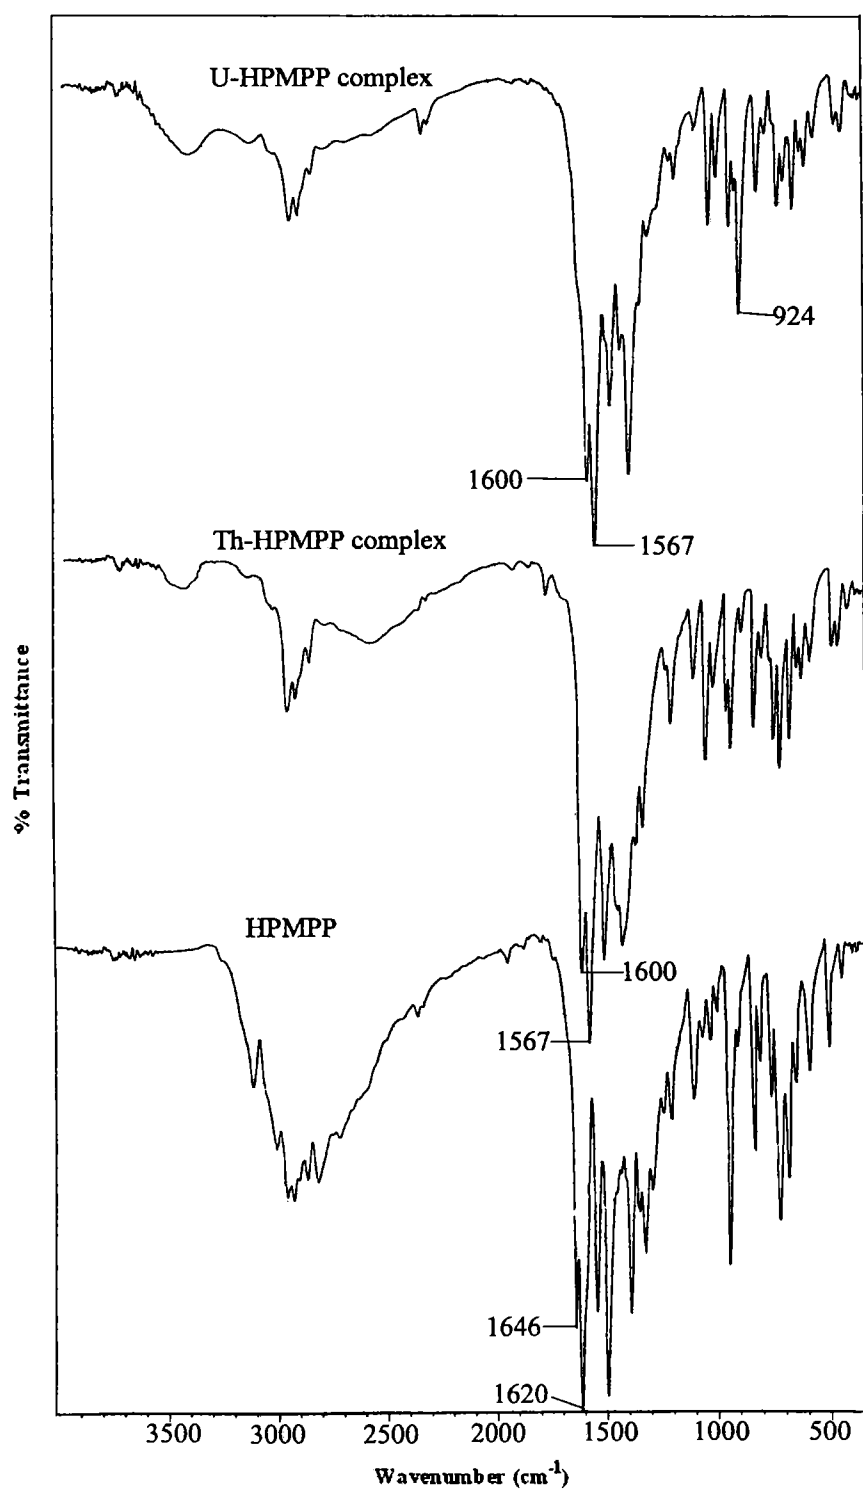 U-HPMPP complex
924
1600
1567
Th-HPMPP complex
% Transmittance
HPMPP
1600
1567
1646
1620
3500 3000 2500 2000 1500 1000 500
Wavenumber (cm-1)